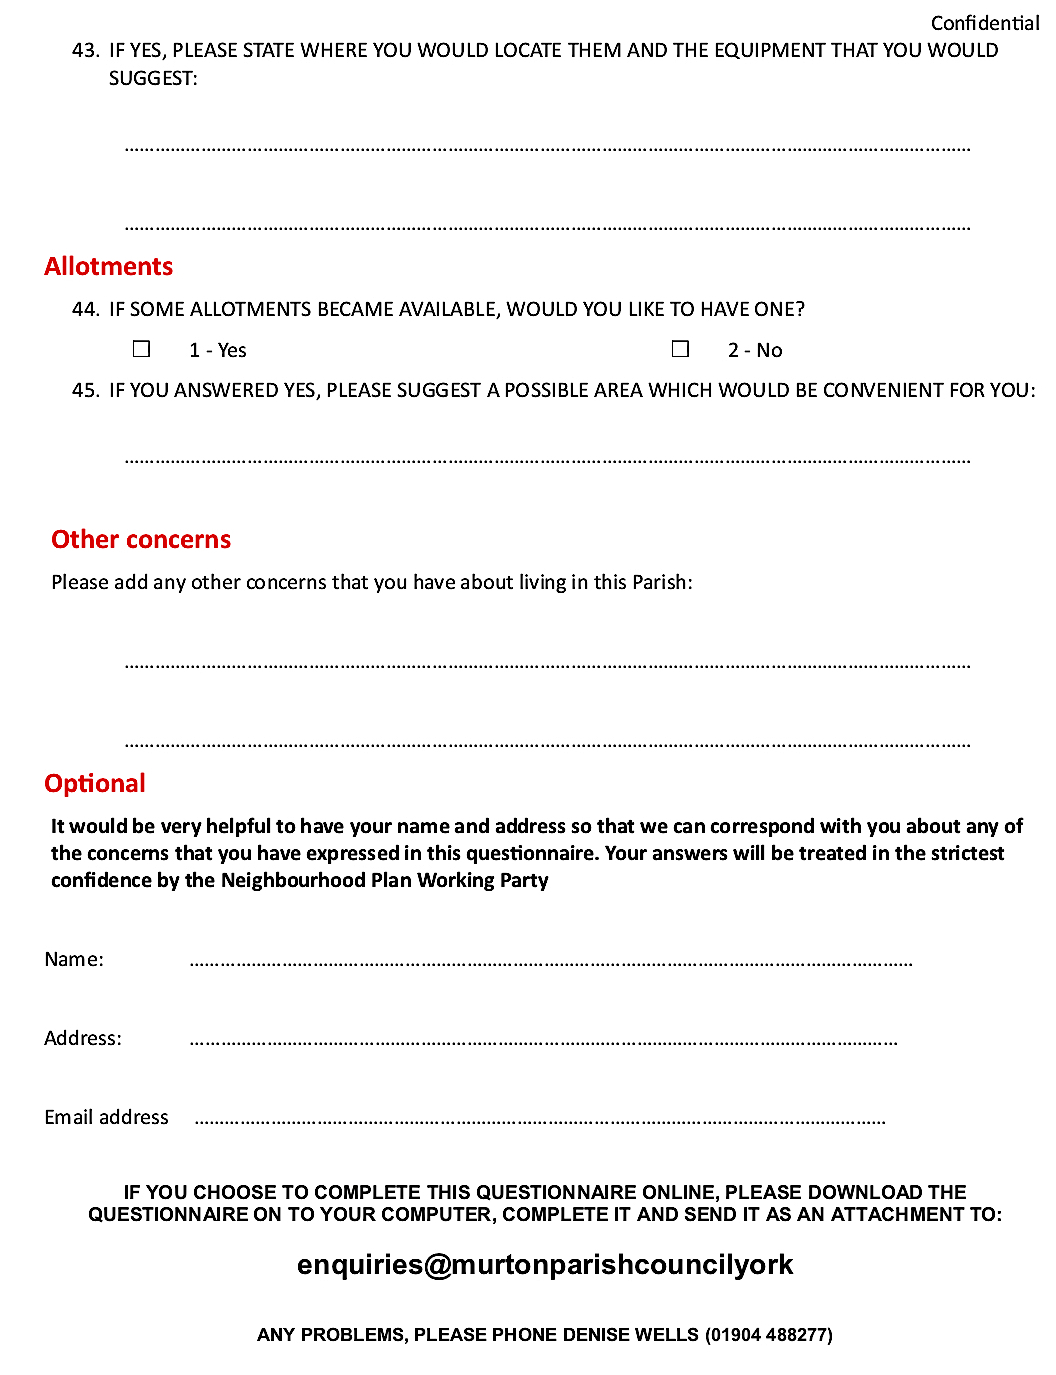 Confidential
43. IF YES, PLEASE STATE WHERE YOU WOULD LOCATE THEM AND THE EQUIPMENT THAT YOU WOULD
SUGGEST:
Allotments
44. IF SOME ALLOTMENTS BECAME AVAILABLE, WOULD YOU LIKE TO HAVE ONE?
☐ 1 - Yes ☐ 2 - No
45. IF YOU ANSWERED YES, PLEASE SUGGEST A POSSIBLE AREA WHICH WOULD BE CONVENIENT FOR YOU:
Other concerns
Please add any other concerns that you have about living in this Parish:
Optional
It would be very helpful to have your name and address so that we can correspond with you about any of
the concerns that you have expressed in this questionnaire. Your answers will be treated in the strictest
confidence by the Neighbourhood Plan Working Party
Name:
Address:
Email address
IF YOU CHOOSE TO COMPLETE THIS QUESTIONNAIRE ONLINE, PLEASE DOWNLOAD THE
QUESTIONNAIRE ON TO YOUR COMPUTER, COMPLETE IT AND SEND IT AS AN ATTACHMENT TO:
enquiries@murtonparishcouncilyork
ANY PROBLEMS, PLEASE PHONE DENISE WELLS (01904 488277)